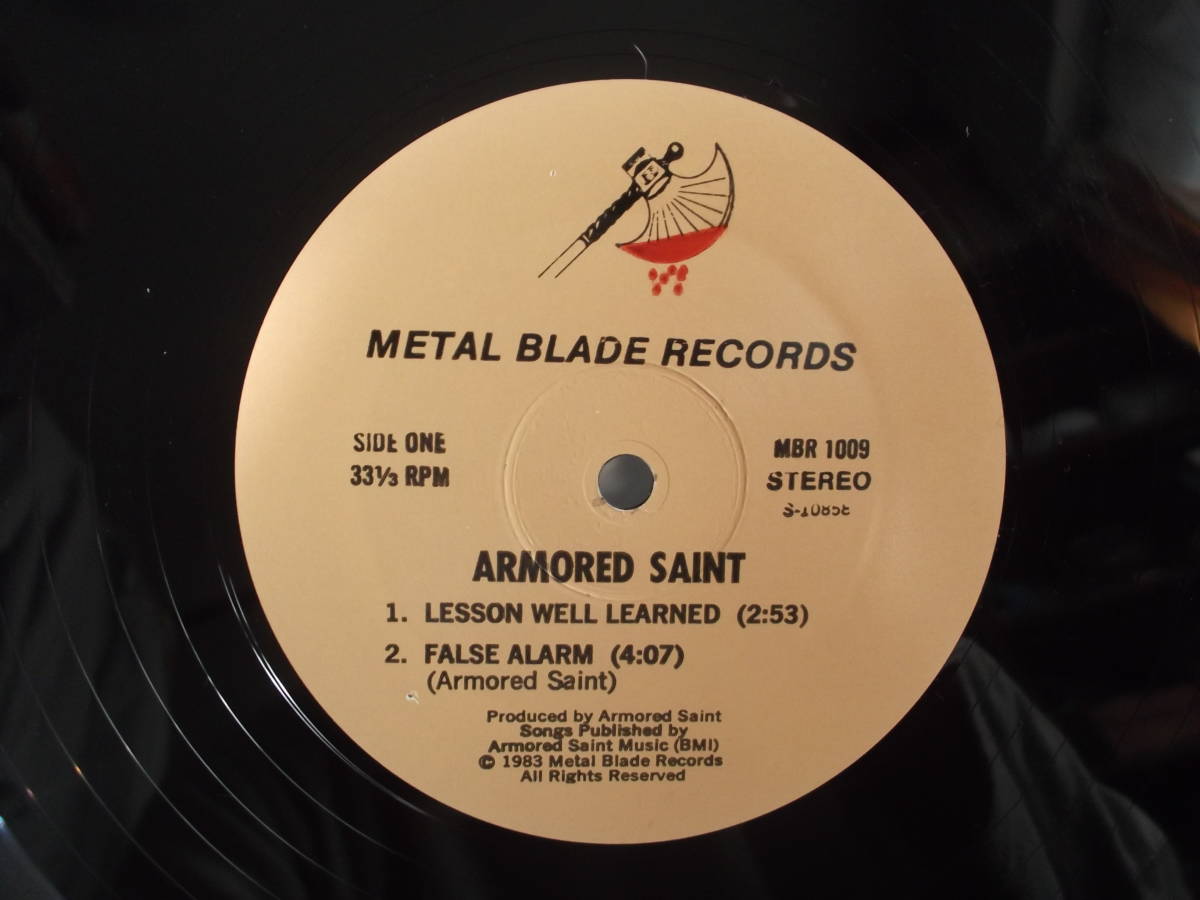 METAL BLADE RECORDS
SIDE ONE
33⅓ RPM
MBR 1009
STEREO
ARMORED SAINT
1. LESSON WELL LEARNED (2:53)
2. FALSE ALARM (4:07)
(Armored Saint)
Produced by Armored Saint
Songs Published by
Armored Saint Music (BMI)
© 1983 Metal Blade Records
All Rights Reserved